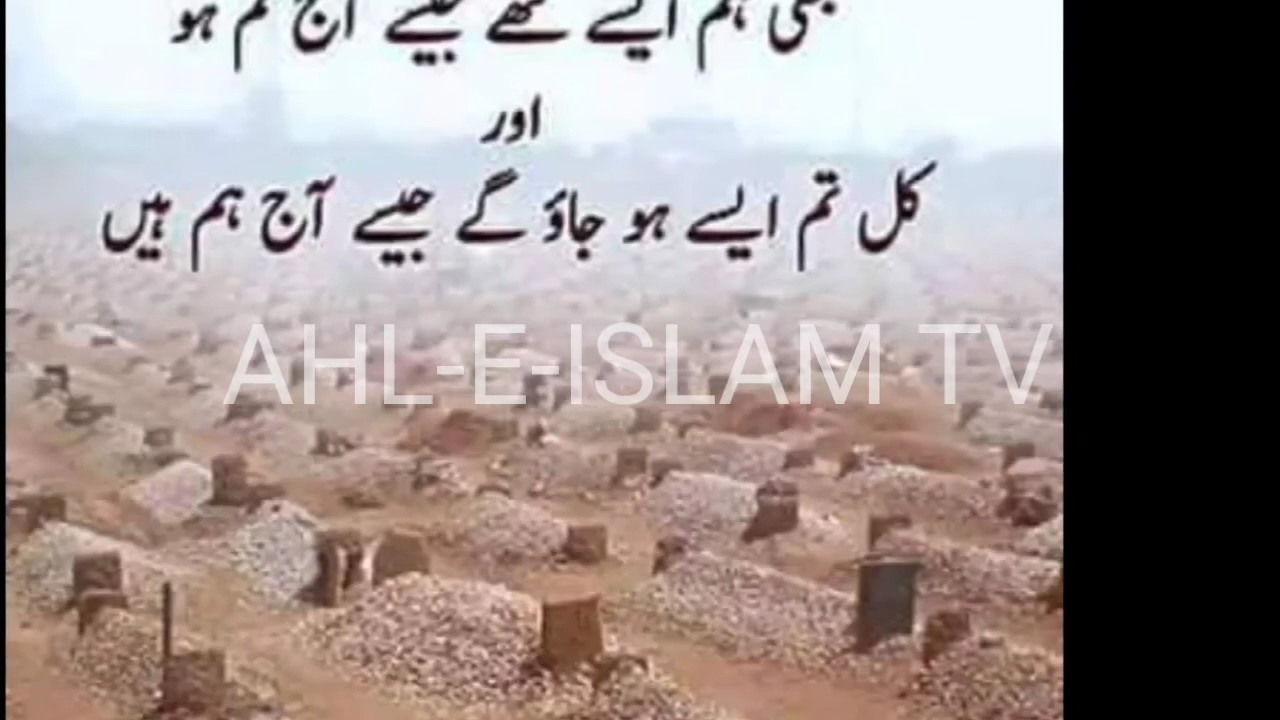 ہم ایسے تھے جیسے آج تم ہو
اور
کل تم ایسے ہو جاؤ گے جیسے آج ہم ہیں
AHL-E-ISLAM TV